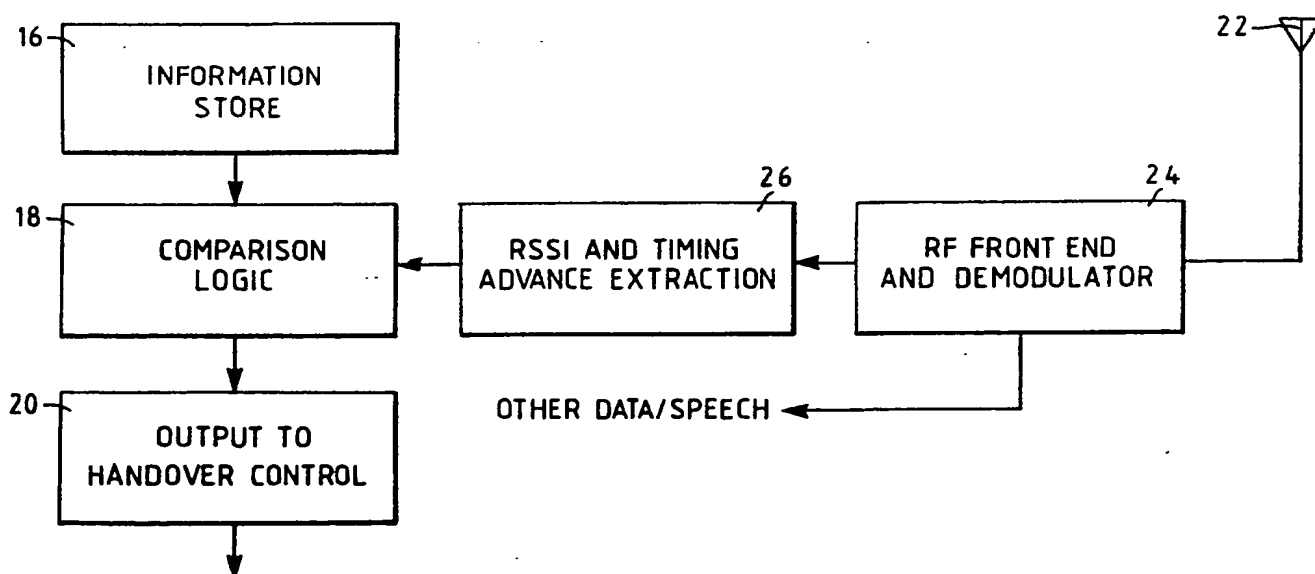 16
INFORMATION
STORE
22
18
COMPARISON
LOGIC
26
RSSI AND TIMING
ADVANCE EXTRACTION
24
RF FRONT END
AND DEMODULATOR
20
OUTPUT TO
HANDOVER CONTROL
OTHER DATA/SPEECH